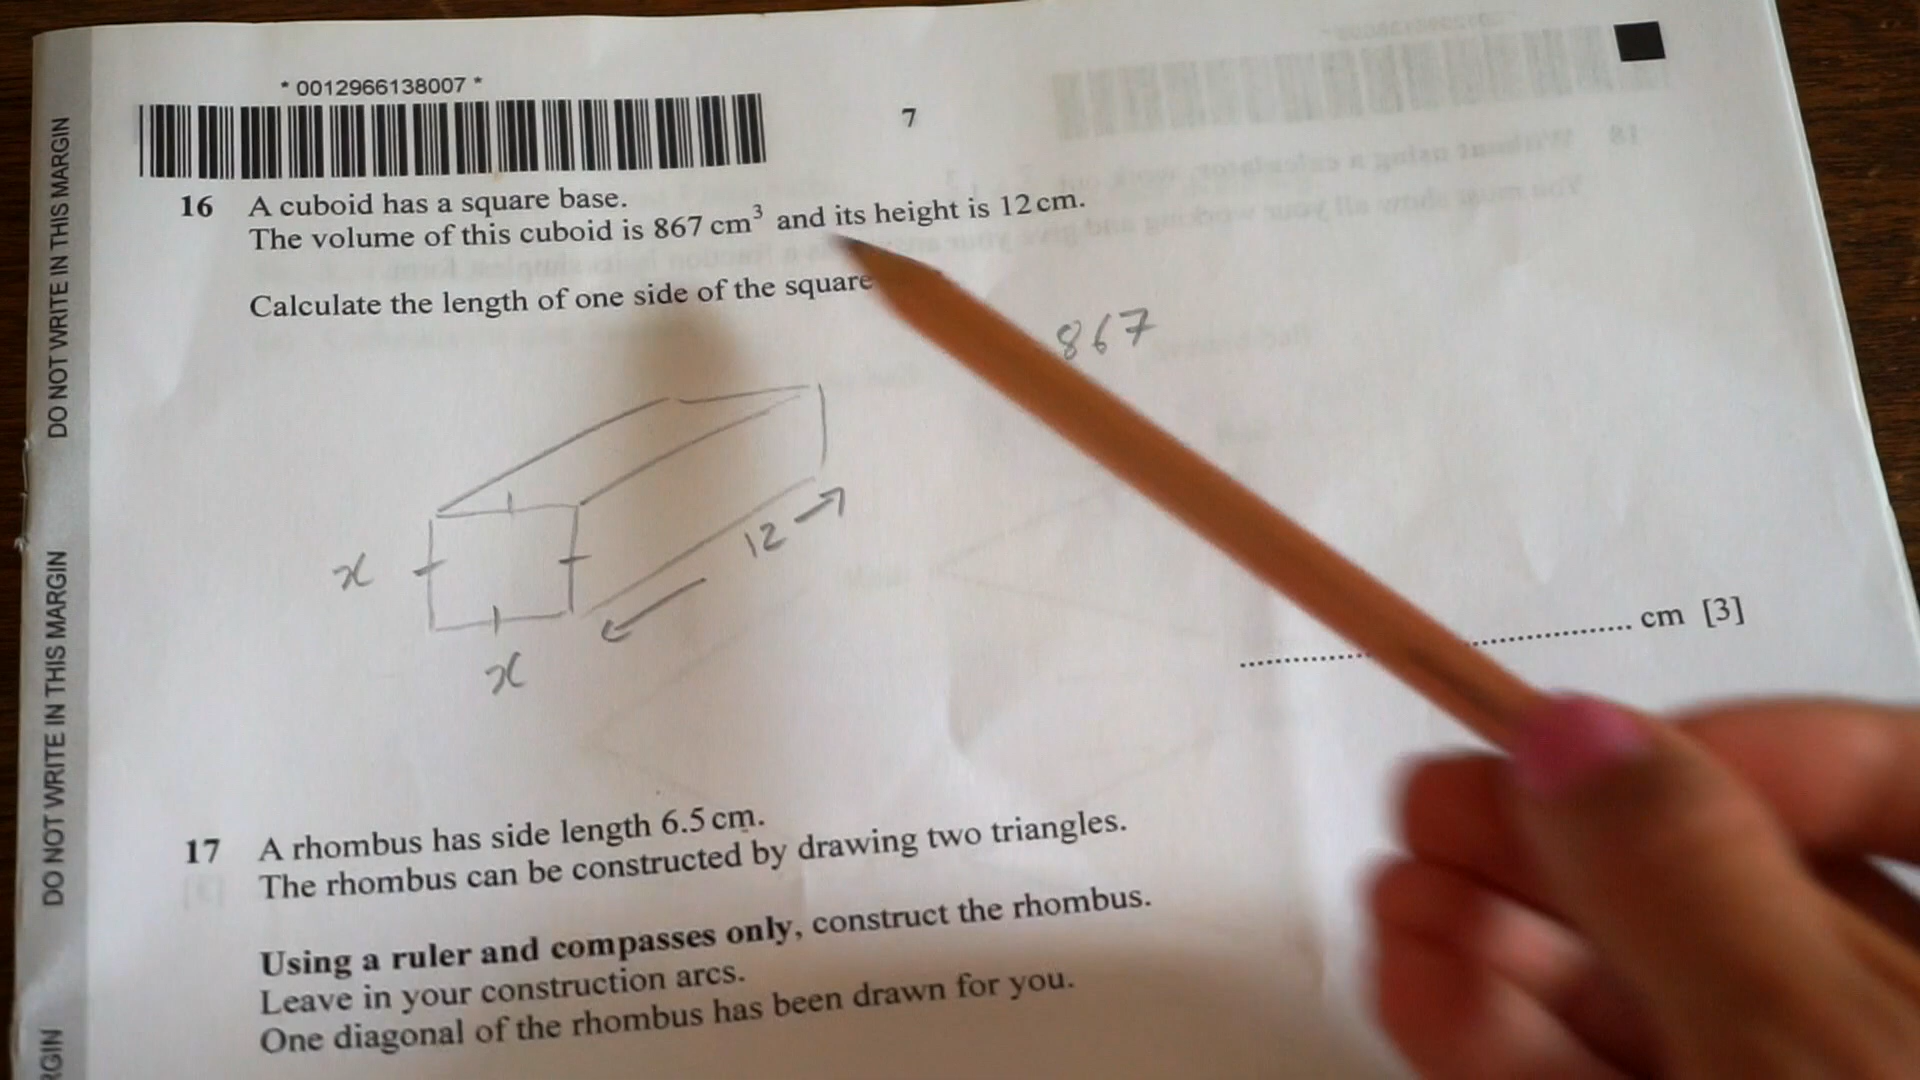 * 0012966138007 *
7
DO NOT WRITE IN THIS MARGIN
16 A cuboid has a square base.
The volume of this cuboid is 867 cm³ and its height is 12 cm.
Calculate the length of one side of the square
867
x
12
x
cm [3]
DO NOT WRITE IN THIS MARGIN
17 A rhombus has side length 6.5 cm.
The rhombus can be constructed by drawing two triangles.
Using a ruler and compasses only, construct the rhombus.
Leave in your construction arcs.
One diagonal of the rhombus has been drawn for you.